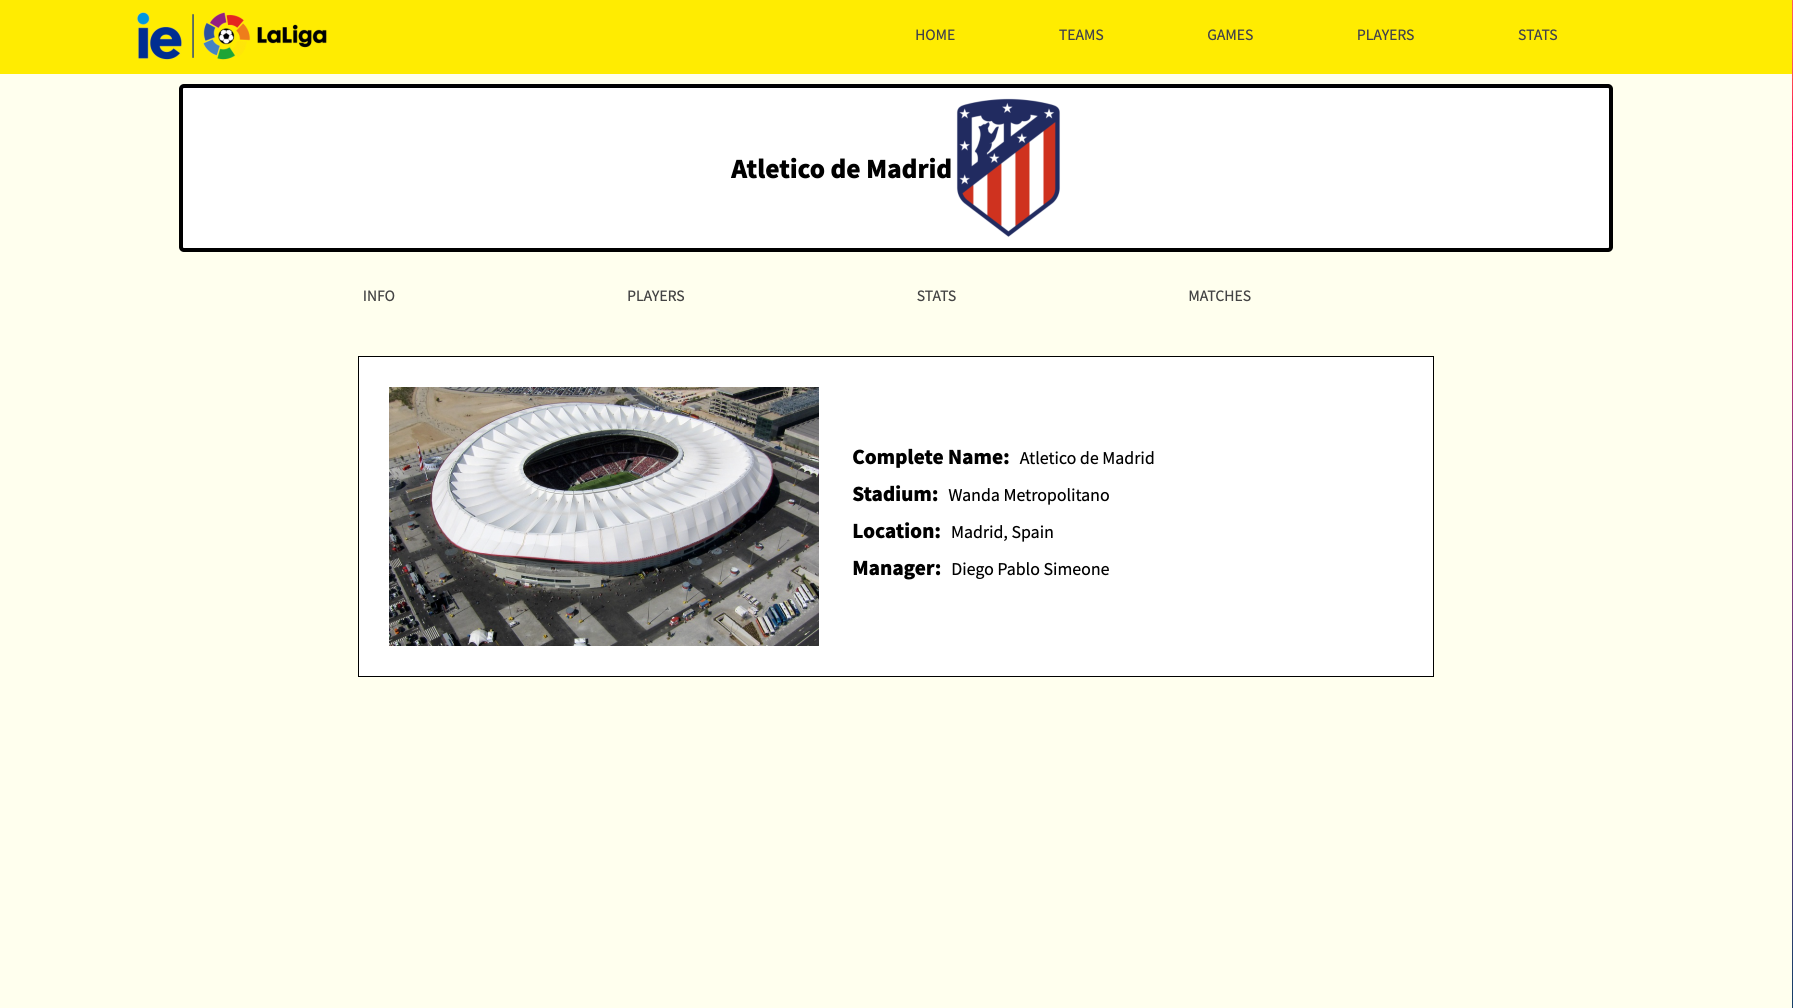 ie LaLiga HOME TEAMS GAMES PLAYERS STATS
Atletico de Madrid
INFO PLAYERS STATS MATCHES
Complete Name: Atletico de Madrid
Stadium: Wanda Metropolitano
Location: Madrid, Spain
Manager: Diego Pablo Simeone